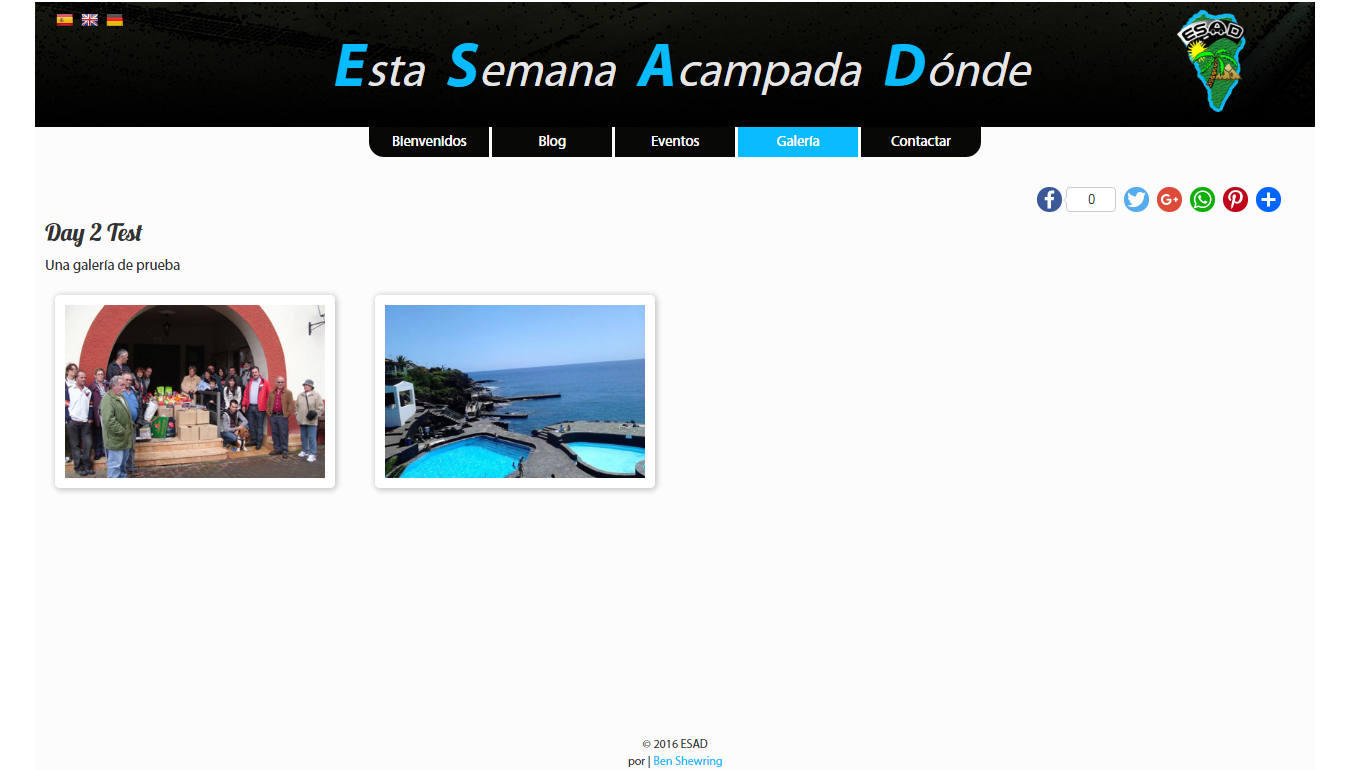 Esta Semana Acampada Dónde
ESAD
Bienvenidos Blog Eventos Galería Contactar
0
Day 2 Test
Una galería de prueba
© 2016 ESAD
por | Ben Shewring